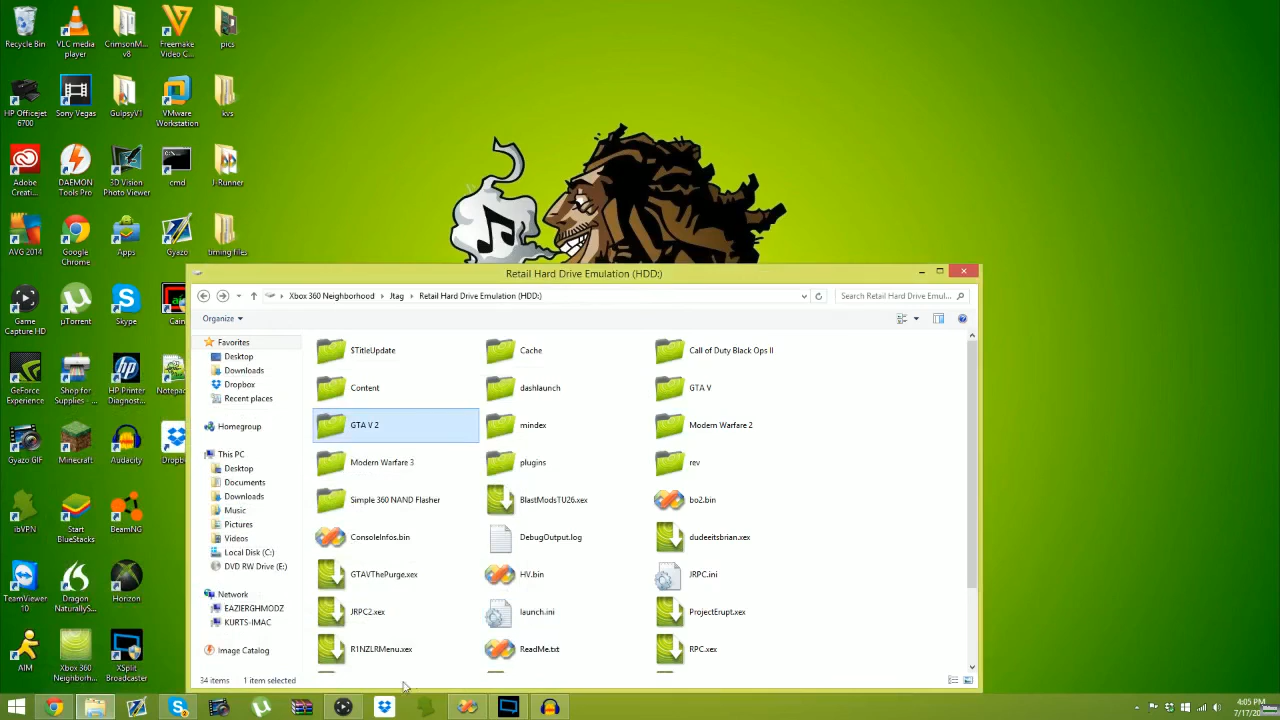 Recycle Bin
VLC media player
CrimsonM... v8
Freemake Video C...
pics
HP Officejet 6700
Sony Vegas
GulpsyV1
VMware Workstation
kvs
Adobe Creati...
DAEMON Tools Pro
3D Vision Photo Viewer
cmd
J-Runner
AVG 2014
Google Chrome
Apps
Gyazo
timing files
Retail Hard Drive Emulation (HDD:)
Xbox 360 Neighborhood
Jtag
Retail Hard Drive Emulation (HDD:)
Search Retail Hard Drive Emul...
Organize
Game Capture HD
µTorrent
Skype
Cain
GeForce Experience
Shop for Supplies - ...
HP Printer Diagnost...
Notepa
Gyazo GIF
Minecraft
Audacity
Dropb
ibVPN
Start BlueStacks
BeamNG
TeamViewer 10
Dragon NaturallyS...
Horizon
AIM
Xbox 360 Neighborh...
XSplit Broadcaster
Favorites
Desktop
Downloads
Dropbox
Recent places
Homegroup
This PC
Desktop
Documents
Downloads
Music
Pictures
Videos
Local Disk (C:)
DVD RW Drive (E:)
Network
EAZIERGHMODZ
KURTS-IMAC
Image Catalog
$TitleUpdate
Cache
Call of Duty Black Ops II
Content
dashlaunch
GTA V
GTA V 2
mindex
Modern Warfare 2
Modern Warfare 3
plugins
rev
Simple 360 NAND Flasher
BlastModsTU26.xex
bo2.bin
ConsoleInfos.bin
DebugOutput.log
dudeeitsbrian.xex
GTAVThePurge.xex
HV.bin
JRPC.ini
JRPC2.xex
launch.ini
ProjectErupt.xex
R1NZLRMenu.xex
ReadMe.txt
RPC.xex
34 items
1 item selected
4:05 PM
7/17/20